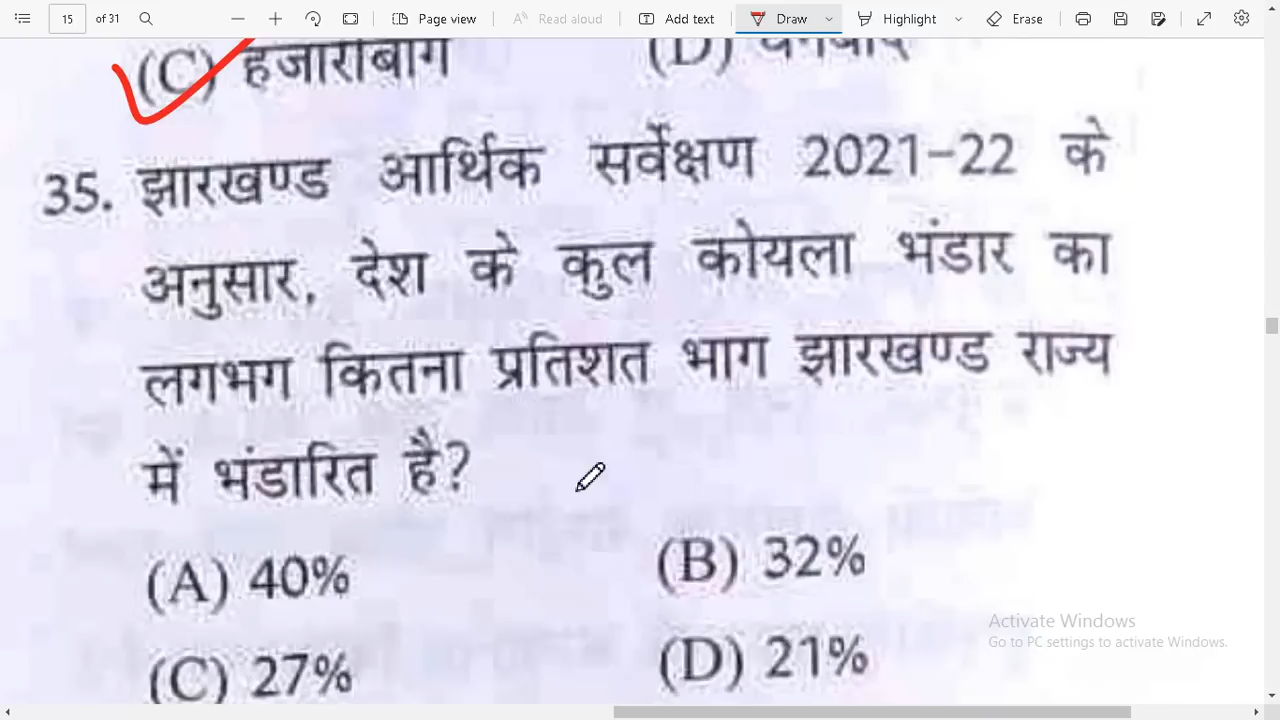 15 of 31 Page view Read aloud Add text Draw Highlight Erase
(C) हजारीबाग (D) धनबाद
35. झारखण्ड आर्थिक सर्वेक्षण 2021-22 के
अनुसार, देश के कुल कोयला भंडार का
लगभग कितना प्रतिशत भाग झारखण्ड राज्य
में भंडारित है?
(A) 40% (B) 32%
(C) 27% (D) 21%
Activate Windows
Go to PC settings to activate Windows.